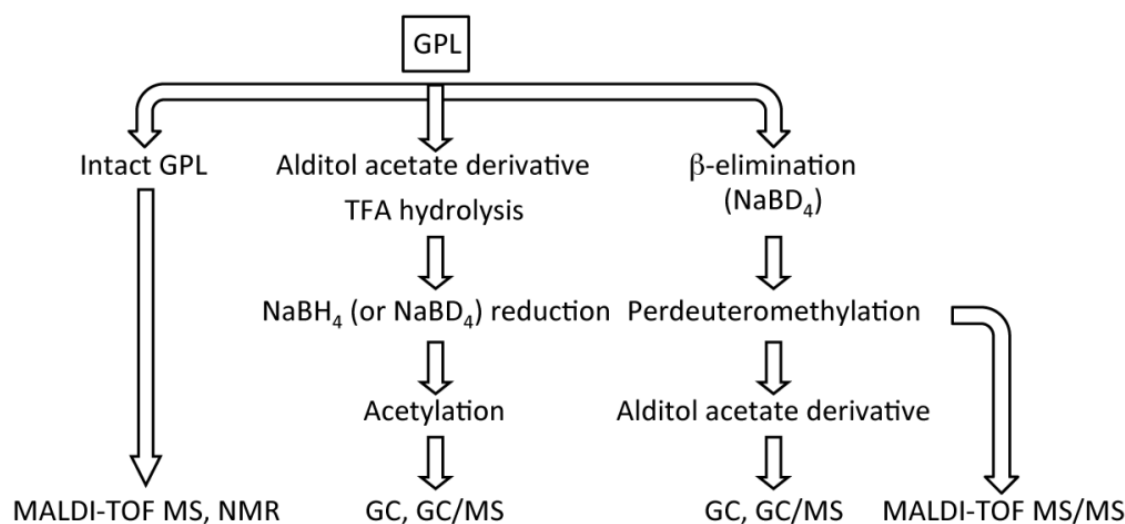 GPL
Intact GPL
Alditol acetate derivative
TFA hydrolysis
β-elimination
(NaBD4)
NaBH4 (or NaBD4) reduction
Perdeuteromethylation
Acetylation
Alditol acetate derivative
MALDI-TOF MS, NMR
GC, GC/MS
GC, GC/MS
MALDI-TOF MS/MS